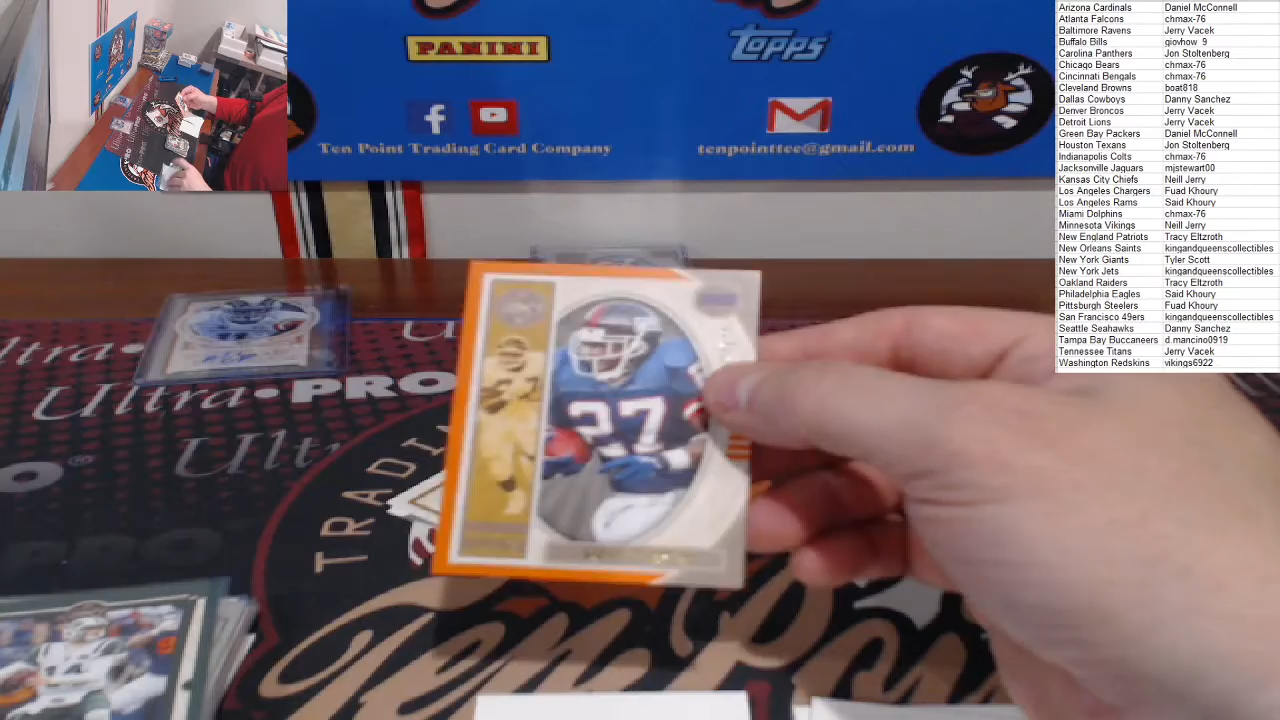 PANINI
topps
Ten Point Trading Card Company
tenpointtcc@gmail.com
Arizona Cardinals Daniel McConnell
Atlanta Falcons chmax-76
Baltimore Ravens Jerry Vacek
Buffalo Bills giovhow_9
Carolina Panthers Jon Stoltenberg
Chicago Bears chmax-76
Cincinnati Bengals chmax-76
Cleveland Browns boat818
Dallas Cowboys Danny Sanchez
Denver Broncos Jerry Vacek
Detroit Lions Jerry Vacek
Green Bay Packers Daniel McConnell
Houston Texans Jon Stoltenberg
Indianapolis Colts chmax-76
Jacksonville Jaguars mjstewart00
Kansas City Chiefs Neill Jerry
Los Angeles Chargers Fuad Khoury
Los Angeles Rams Said Khoury
Miami Dolphins chmax-76
Minnesota Vikings Neill Jerry
New England Patriots Tracy Eltzroth
New Orleans Saints kingandqueenscollectibles
New York Giants Tyler Scott
New York Jets kingandqueenscollectibles
Oakland Raiders Tracy Eltzroth
Philadelphia Eagles Said Khoury
Pittsburgh Steelers Fuad Khoury
San Francisco 49ers kingandqueenscollectibles
Seattle Seahawks Danny Sanchez
Tampa Bay Buccaneers d.mancino0919
Tennessee Titans Jerry Vacek
Washington Redskins vikings6922
27
Ultra PRO
Ultra
PRO
TRADI
Ten Poi